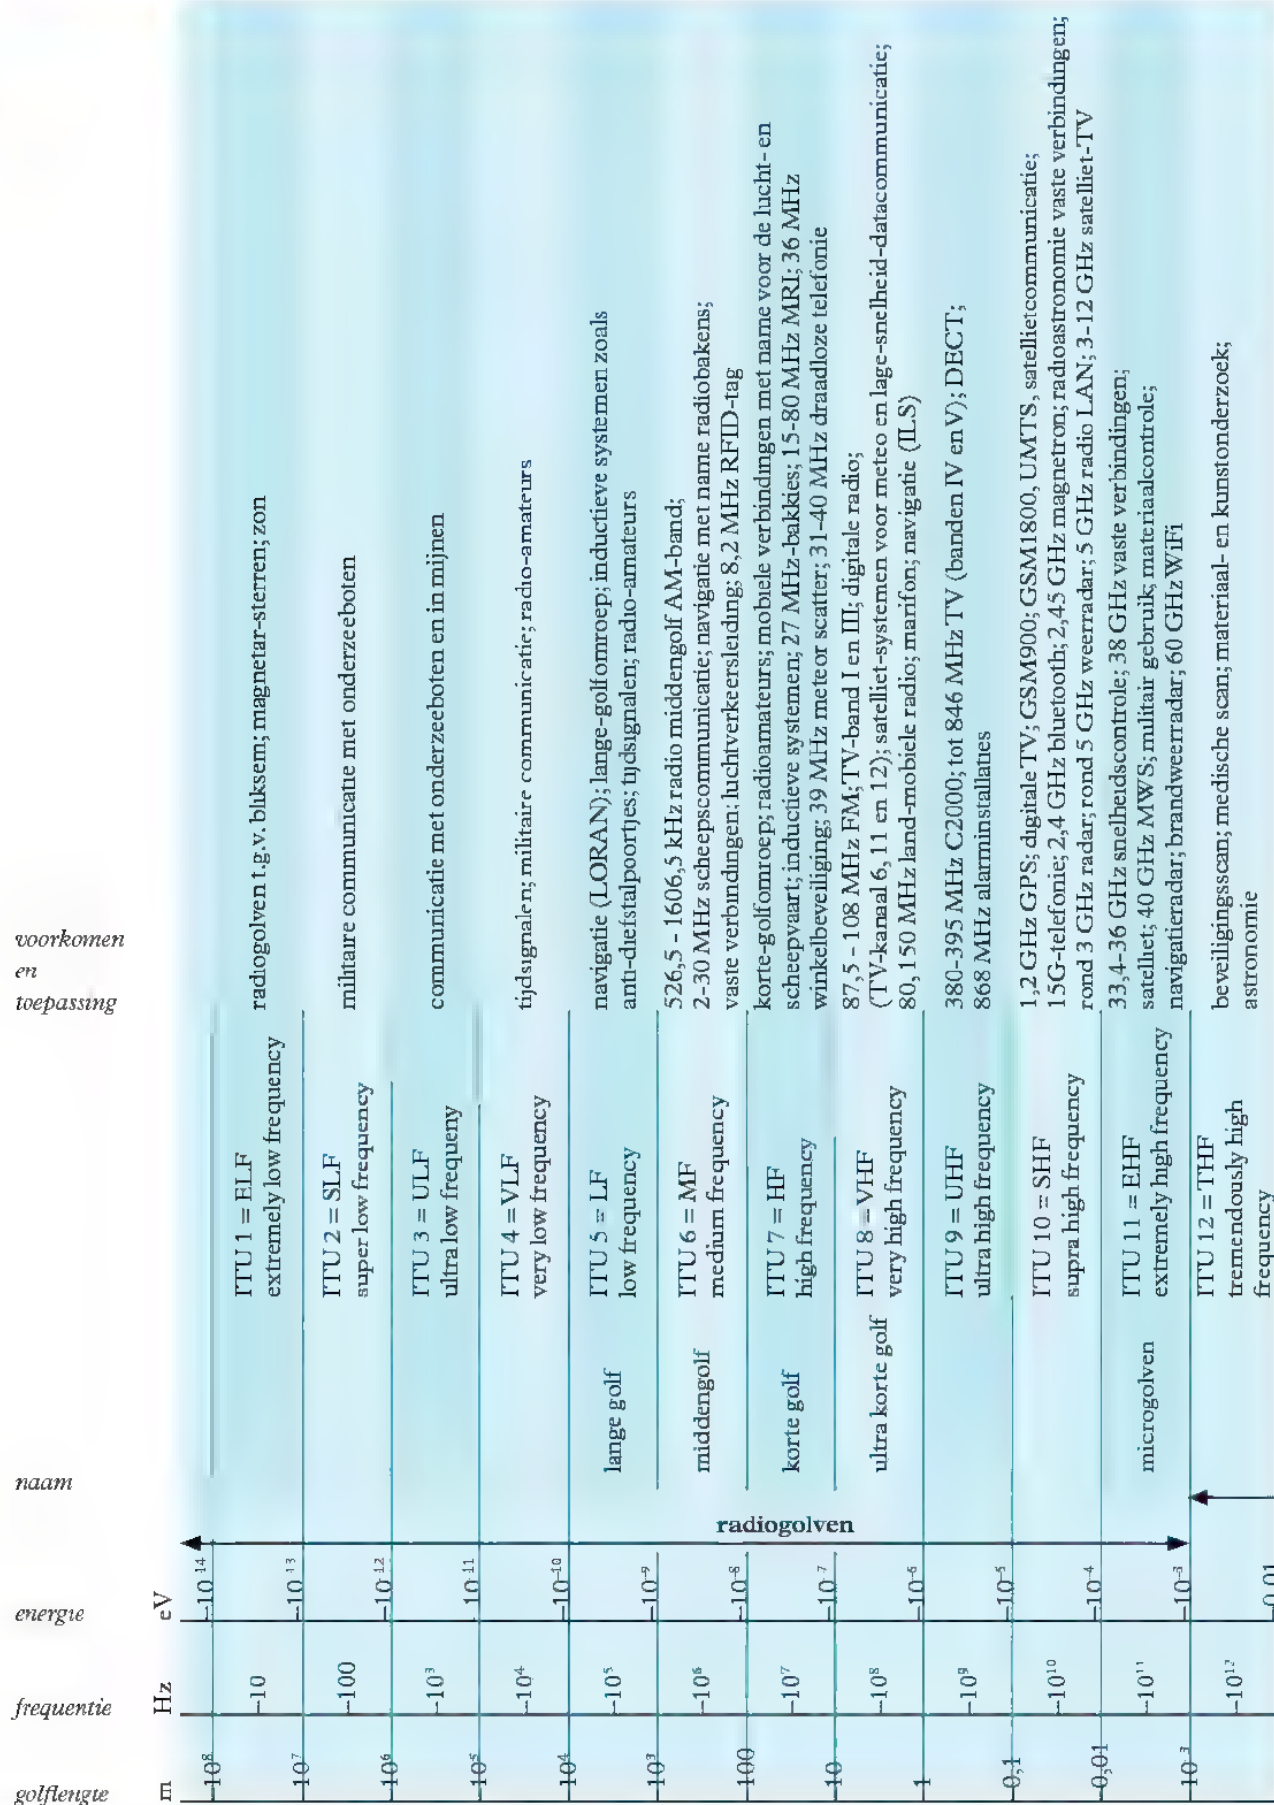 voorkomen
en
toepassing
naam
energie
frequentie
golflengte
eV
Hz
m
radiogolven
10⁸
10⁷
10⁶
10⁵
10⁴
10³
100
10
1
0,1
0,01
10⁻³
10
100
10³
10⁴
10⁵
10⁶
10⁷
10⁸
10⁹
10¹⁰
10¹¹
10¹²
10⁻¹⁴
10⁻¹³
10⁻¹²
10⁻¹¹
10⁻¹⁰
10⁻⁹
10⁻⁸
10⁻⁷
10⁻⁶
10⁻⁵
10⁻⁴
10⁻³
0,01
ITU 1 = ELF
extremely low frequency
radiogolven t.g.v. bliksem; magnetar-sterren; zon
ITU 2 = SLF
super low frequency
militaire communicate met onderzeeboten
ITU 3 = ULF
ultra low frequeny
communicatie met onderzeeboten en in mijnen
ITU 4 = VLF
very low frequency
tijdsignalen; militaire communicatie; radio-amateurs
lange golf
ITU 5 = LF
low frequency
navigatie (LORAN); lange-golfomroep; inductieve systemen zoals
anti-diefstalpoortjes; tijdsignalen; radio-amateurs
middengolf
ITU 6 = MF
medium frequency
526,5 - 1606,5 kHz radio middengolf AM-band;
2-30 MHz scheepscommunicatie; navigatie met name radiobakens;
vaste verbindingen; luchtverkeersleiding; 8,2 MHz RFID-tag
korte golf
ITU 7 = HF
high frequency
korte-golfomroep; radioamateurs; mobiele verbindingen met name voor de lucht- en
scheepvaart; inductieve systemen; 27 MHz-bakkies; 15-80 MHz MRI; 36 MHz
winkelbeveiliging; 39 MHz meteor scatter; 31-40 MHz draadloze telefonie
ultra korte golf
ITU 8 = VHF
very high frequency
87,5 - 108 MHz FM; TV-band I en III; digitale radio;
(TV-kanaal 6, 11 en 12); satelliet-systemen voor meteo en lage-snelheid-datacommunicatie;
80, 150 MHz land-mobiele radio; marifon; navigatie (ILS)
ITU 9 = UHF
ultra high frequency
380-395 MHz C2000; tot 846 MHz TV (banden IV en V); DECT;
868 MHz alarminstallaties
ITU 10 = SHF
supra high frequency
1,2 GHz GPS; digitale TV; GSM900; GSM1800, UMTS, satellietcommunicatie;
15G-telefonie; 2,4 GHz bluetooth; 2,45 GHz magnetron; radioastronomie vaste verbindingen;
rond 3 GHz radar; rond 5 GHz weerradar; 5 GHz radio LAN; 3-12 GHz satelliet-TV
microgolven
ITU 11 = EHF
extremely high frequency
33,4-36 GHz snelheidscontrole; 38 GHz vaste verbindingen;
satelliet; 40 GHz MWS; militair gebruik; materiaalcontrole;
navigatieradar; brandweerradar; 60 GHz WiFi
ITU 12 = THF
tremendously high
frequency
beveiligingsscan; medische scan; materiaal- en kunstonderzoek;
astronomie